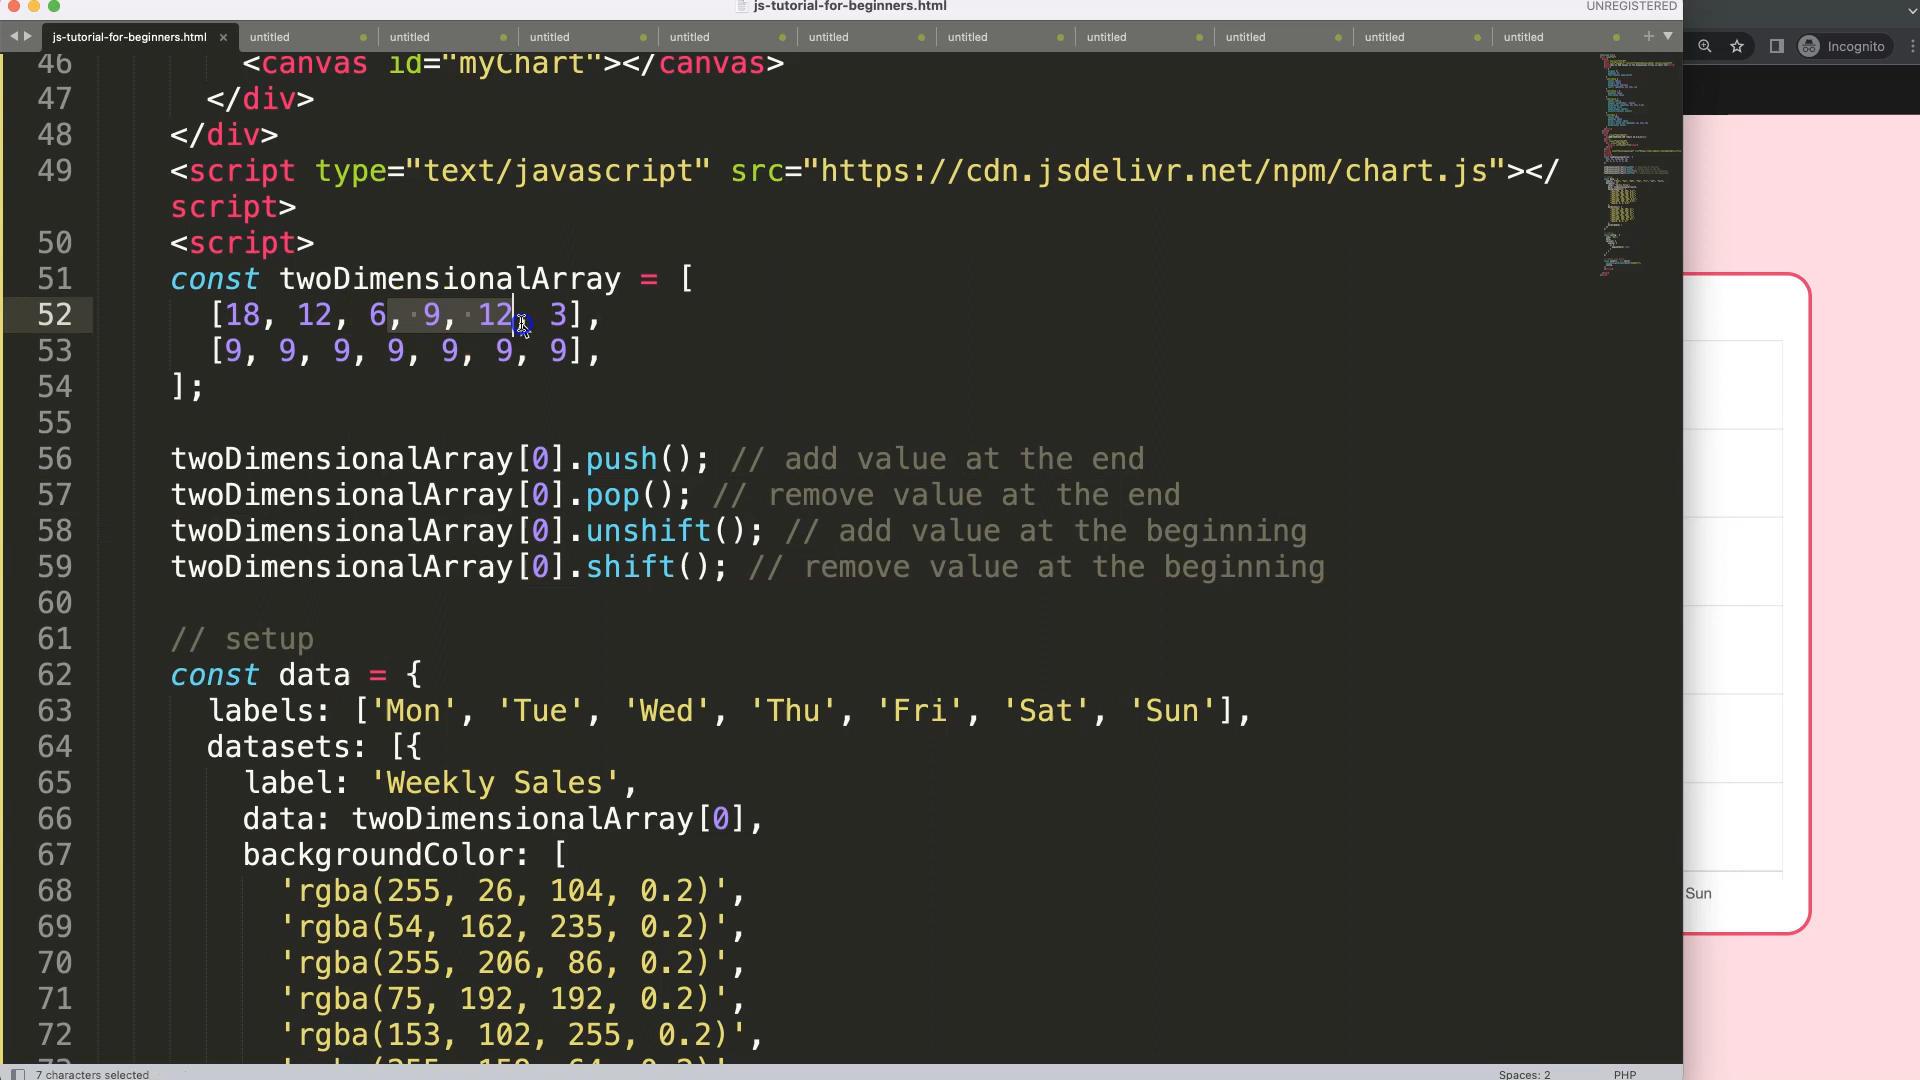 js-tutorial-for-beginners.html
UNREGISTERED
js-tutorial-for-beginners.html × untitled untitled untitled untitled untitled untitled untitled untitled untitled untitled
Incognito
46 <canvas id="myChart"></canvas>
47 </div>
48 </div>
49 <script type="text/javascript" src="https://cdn.jsdelivr.net/npm/chart.js"></
script>
50 <script>
51 const twoDimensionalArray = [
52 [18, 12, 6, 9, 12, 3],
53 [9, 9, 9, 9, 9, 9, 9],
54 ];
55
56 twoDimensionalArray[0].push(); // add value at the end
57 twoDimensionalArray[0].pop(); // remove value at the end
58 twoDimensionalArray[0].unshift(); // add value at the beginning
59 twoDimensionalArray[0].shift(); // remove value at the beginning
60
61 // setup
62 const data = {
63 labels: ['Mon', 'Tue', 'Wed', 'Thu', 'Fri', 'Sat', 'Sun'],
64 datasets: [{
65 label: 'Weekly Sales',
66 data: twoDimensionalArray[0],
67 backgroundColor: [
68 'rgba(255, 26, 104, 0.2)',
69 'rgba(54, 162, 235, 0.2)',
70 'rgba(255, 206, 86, 0.2)',
71 'rgba(75, 192, 192, 0.2)',
72 'rgba(153, 102, 255, 0.2)',
Sun
7 characters selected
Spaces: 2
PHP